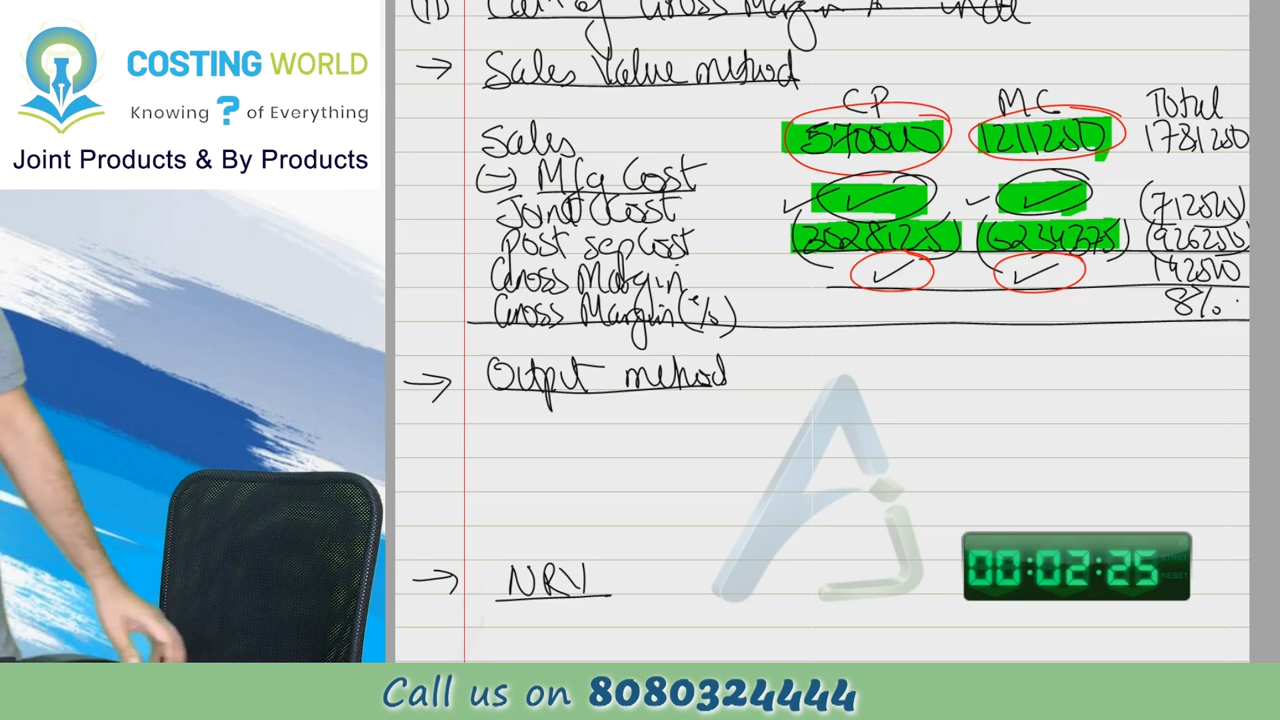 COSTING WORLD
Knowing ? of Everything
Joint Products & By Products
→ Sales Value method
CP MC Total
Sales 570000 1211250 1781250
(-) Mfg Cost
Joint Cost ✓ ✓ ✓ ✓ (712500)
Post sep Cost (3028125) (6234375) (926250)
Gross Margin ✓ ✓ 142500
Gross Margin (%) 8%
→ Output method
→ NRV
00:02:25
Call us on 8080324444